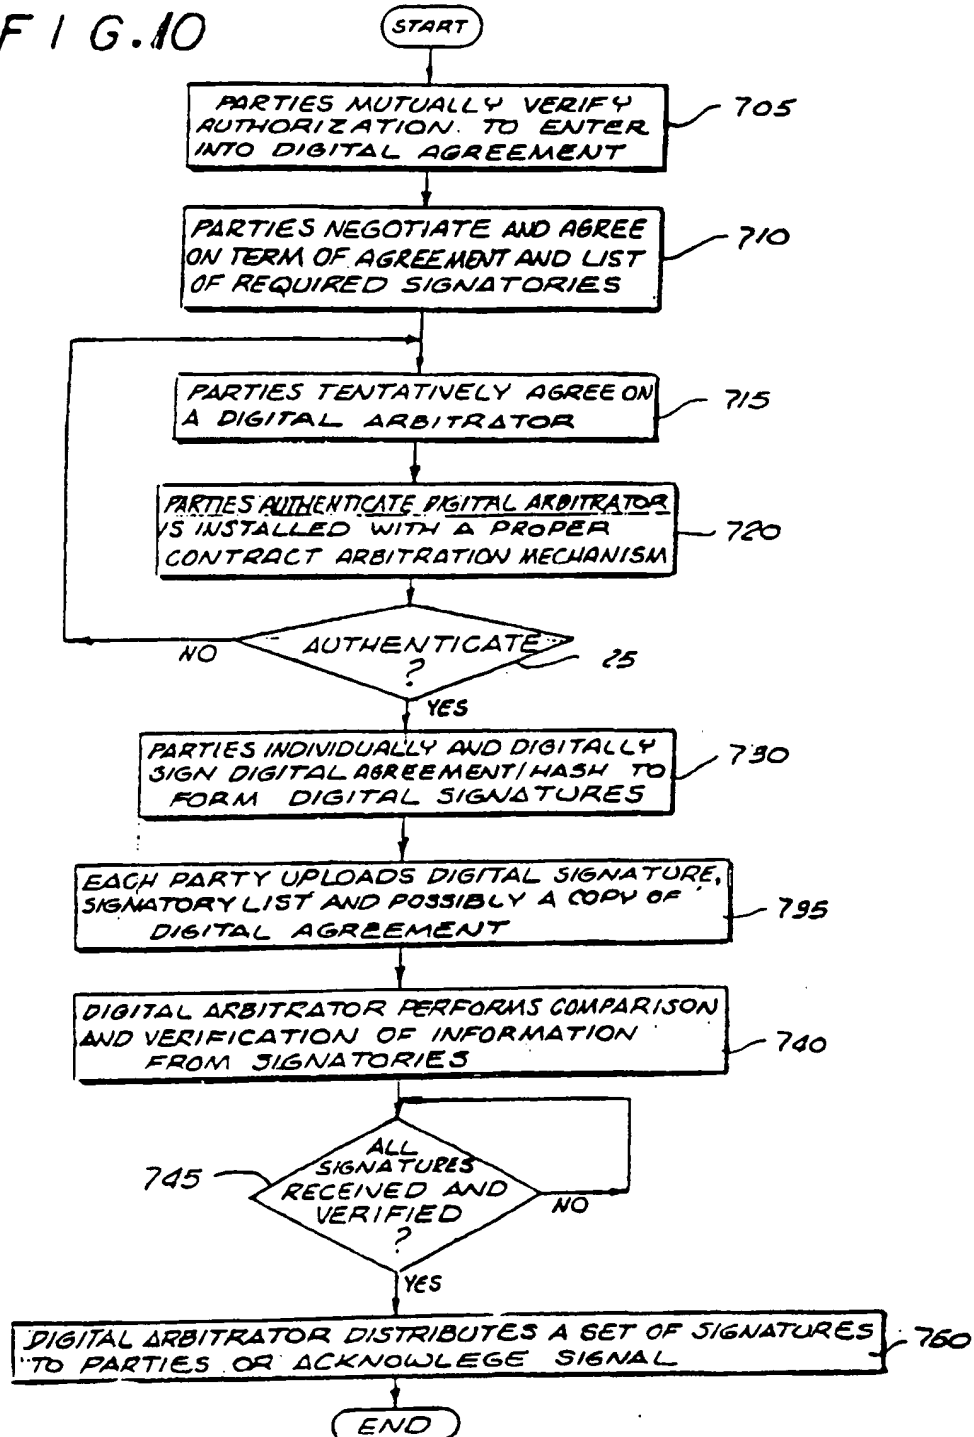 FIG.10
START
PARTIES MUTUALLY VERIFY
AUTHORIZATION. TO ENTER
INTO DIGITAL AGREEMENT
705
PARTIES NEGOTIATE AND AGREE
ON TERM OF AGREEMENT AND LIST
OF REQUIRED SIGNATORIES
710
PARTIES TENTATIVELY AGREE ON
A DIGITAL ARBITRATOR
715
PARTIES AUTHENTICATE DIGITAL ARBITRATOR
IS INSTALLED WITH A PROPER
CONTRACT ARBITRATION MECHANISM
720
AUTHENTICATE
?
25
NO
YES
PARTIES INDIVIDUALLY AND DIGITALLY
SIGN DIGITAL AGREEMENT/HASH TO
FORM DIGITAL SIGNATURES
730
EACH PARTY UPLOADS DIGITAL SIGNATURE,
SIGNATORY LIST AND POSSIBLY A COPY OF
DIGITAL AGREEMENT
735
DIGITAL ARBITRATOR PERFORMS COMPARISON
AND VERIFICATION OF INFORMATION
FROM SIGNATORIES
740
ALL
SIGNATURES
RECEIVED AND
VERIFIED
?
745
NO
YES
DIGITAL ARBITRATOR DISTRIBUTES A SET OF SIGNATURES
TO PARTIES OR ACKNOWLEGE SIGNAL
760
END